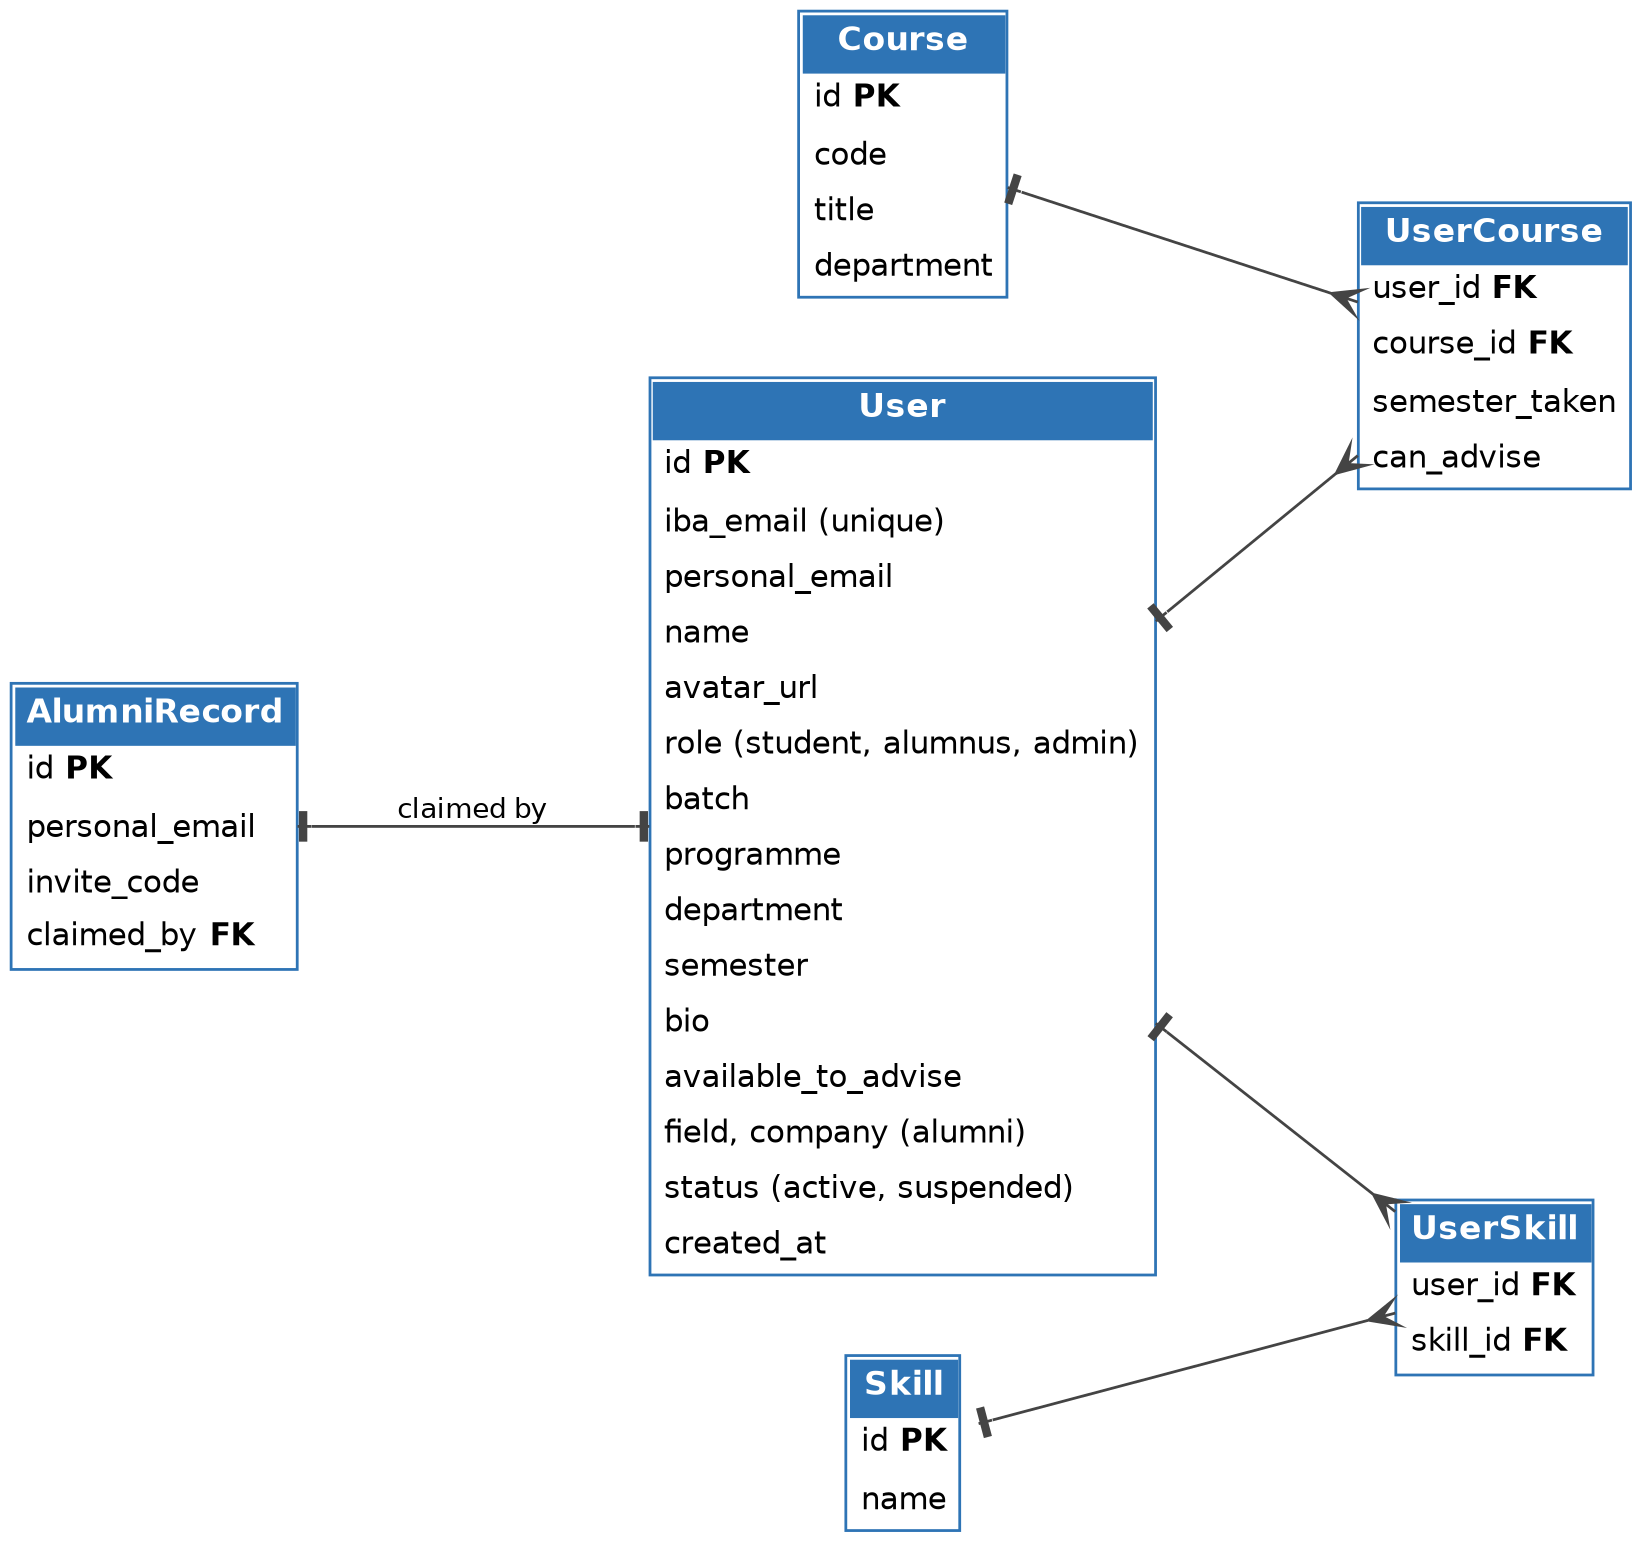 Course
id PK
code
title
department
UserCourse
user_id FK
course_id FK
semester_taken
can_advise
User
id PK
iba_email (unique)
personal_email
name
avatar_url
role (student, alumnus, admin)
batch
programme
department
semester
bio
available_to_advise
field, company (alumni)
status (active, suspended)
created_at
AlumniRecord
id PK
personal_email
invite_code
claimed_by FK
claimed by
UserSkill
user_id FK
skill_id FK
Skill
id PK
name